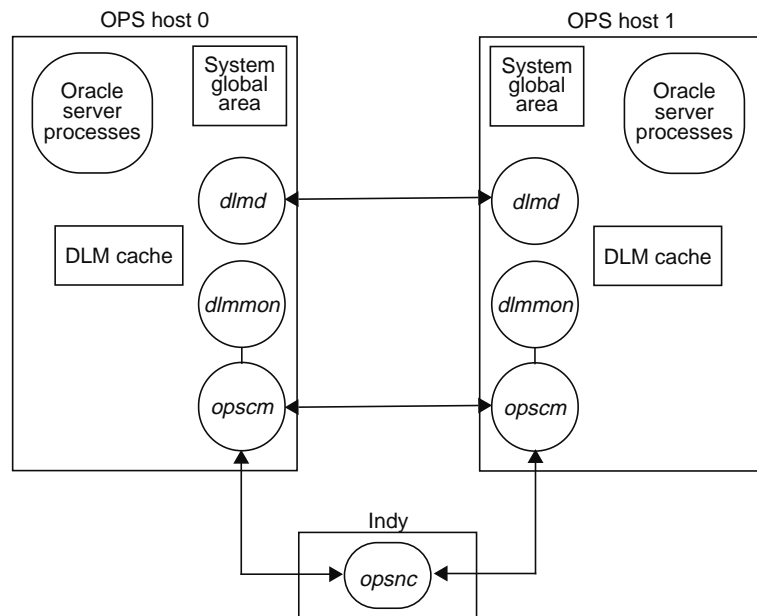 OPS host 0
OPS host 1
Oracle
server
processes
System
global
area
System
global
area
Oracle
server
processes
dlmd
dlmd
DLM cache
DLM cache
dlmmon
dlmmon
opscm
opscm
Indy
opsnc